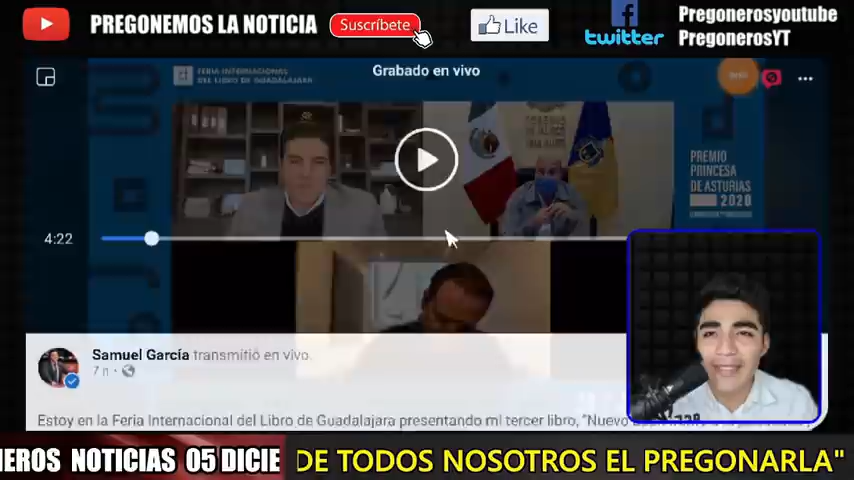 PREGONEMOS LA NOTICIA
Suscríbete
Like
twitter
Pregonerosyoutube
PregonerosYT
FERIA INTERNACIONAL
DEL LIBRO DE GUADALAJARA
Grabado en vivo
PREMIO
PRINCESA
DE ASTURIAS
2020
4:22
Samuel García transmitió en vivo.
7 h
Estoy en la Feria Internacional del Libro de Guadalajara presentando mi tercer libro, "Nuevo
NEROS NOTICIAS 05 DICIE
DE TODOS NOSOTROS EL PREGONARLA"